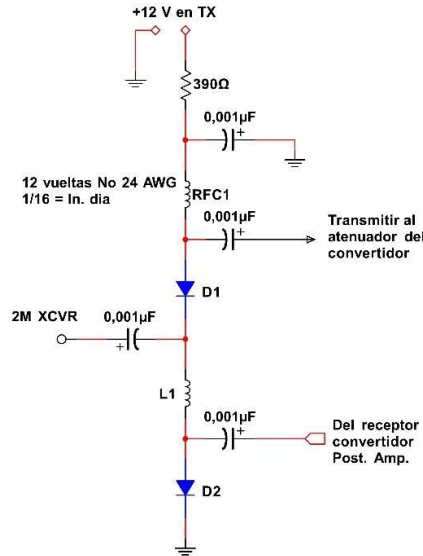 +12 V en TX
390Ω
0,001µF
+
12 vueltas No 24 AWG
1/16 = In. dia
RFC1
0,001µF
+
Transmitir al
atenuador del
convertidor
D1
2M XCVR
0,001µF
+
L1
0,001µF
+
Del receptor
convertidor
Post. Amp.
D2